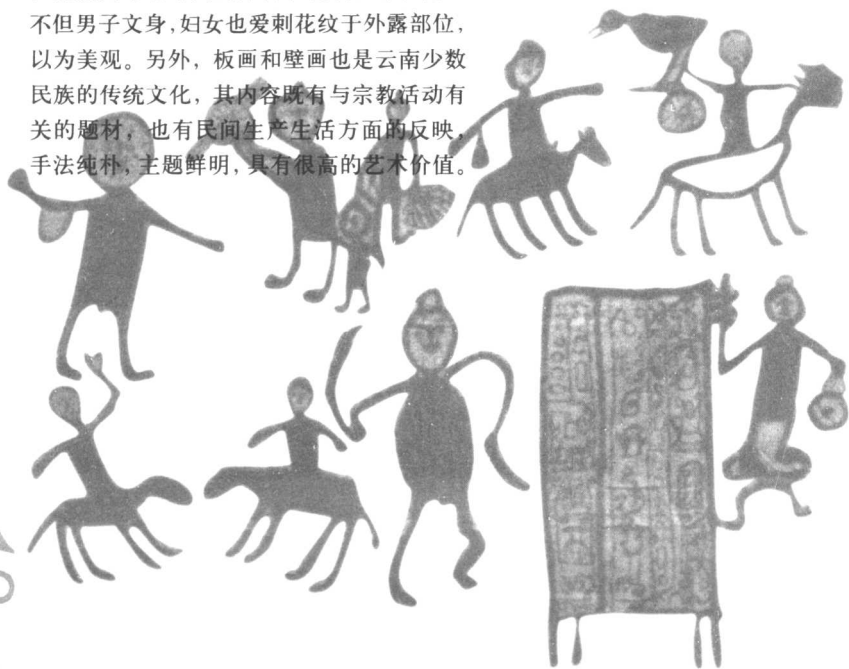 不但男子文身，妇女也爱刺花纹于外露部位，
以为美观。另外，板画和壁画也是云南少数
民族的传统文化，其内容既有与宗教活动有
关的题材，也有民间生产生活方面的反映，
手法纯朴，主题鲜明，具有很高的艺术价值。